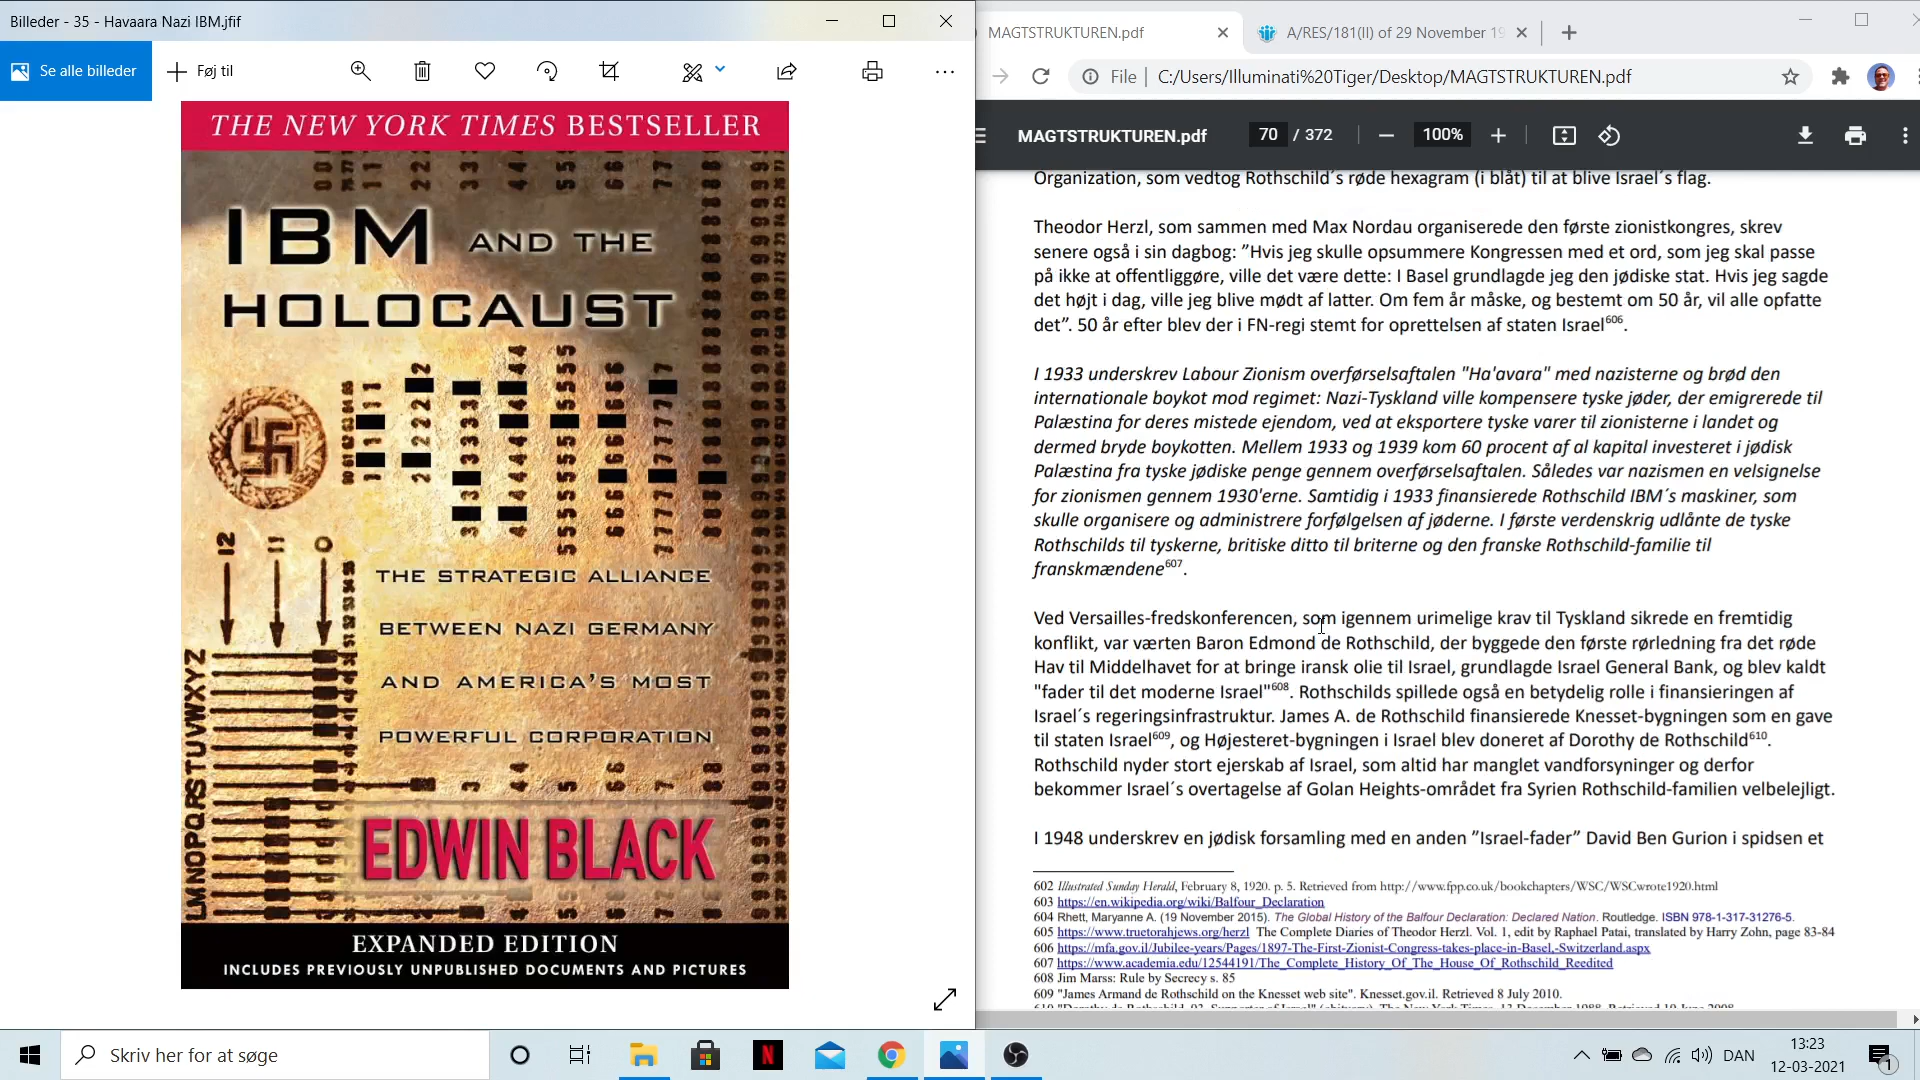 Billeder - 35 - Havaara Nazi IBM.jfif
Se alle billeder
Føj til
THE NEW YORK TIMES BESTSELLER
IBM AND THE
HOLOCAUST
THE STRATEGIC ALLIANCE
BETWEEN NAZI GERMANY
AND AMERICA'S MOST
POWERFUL CORPORATION
EDWIN BLACK
EXPANDED EDITION
INCLUDES PREVIOUSLY UNPUBLISHED DOCUMENTS AND PICTURES
MAGTSTRUKTUREN.pdf
A/RES/181(II) of 29 November 19
File
C:/Users/Illuminati%20Tiger/Desktop/MAGTSTRUKTUREN.pdf
MAGTSTRUKTUREN.pdf
70 / 372
100%
Organization, som vedtog Rothschild´s røde hexagram (i blåt) til at blive Israel´s flag.
Theodor Herzl, som sammen med Max Nordau organiserede den første zionistkongres, skrev
senere også i sin dagbog: ”Hvis jeg skulle opsummere Kongressen med et ord, som jeg skal passe
på ikke at offentliggøre, ville det være dette: I Basel grundlagde jeg den jødiske stat. Hvis jeg sagde
det højt i dag, ville jeg blive mødt af latter. Om fem år måske, og bestemt om 50 år, vil alle opfatte
det”. 50 år efter blev der i FN-regi stemt for oprettelsen af staten Israel606.
I 1933 underskrev Labour Zionism overførselsaftalen "Ha'avara" med nazisterne og brød den
internationale boykot mod regimet: Nazi-Tyskland ville kompensere tyske jøder, der emigrerede til
Palæstina for deres mistede ejendom, ved at eksportere tyske varer til zionisterne i landet og
dermed bryde boykotten. Mellem 1933 og 1939 kom 60 procent af al kapital investeret i jødisk
Palæstina fra tyske jødiske penge gennem overførselsaftalen. Således var nazismen en velsignelse
for zionismen gennem 1930'erne. Samtidig i 1933 finansierede Rothschild IBM´s maskiner, som
skulle organisere og administrere forfølgelsen af jøderne. I første verdenskrig udlånte de tyske
Rothschilds til tyskerne, britiske ditto til briterne og den franske Rothschild-familie til
franskmændene607.
Ved Versailles-fredskonferencen, som igennem urimelige krav til Tyskland sikrede en fremtidig
konflikt, var værten Baron Edmond de Rothschild, der byggede den første rørledning fra det røde
Hav til Middelhavet for at bringe iransk olie til Israel, grundlagde Israel General Bank, og blev kaldt
"fader til det moderne Israel"608. Rothschilds spillede også en betydelig rolle i finansieringen af
Israel´s regeringsinfrastruktur. James A. de Rothschild finansierede Knesset-bygningen som en gave
til staten Israel609, og Højesteret-bygningen i Israel blev doneret af Dorothy de Rothschild610.
Rothschild nyder stort ejerskab af Israel, som altid har manglet vandforsyninger og derfor
bekommer Israel´s overtagelse af Golan Heights-området fra Syrien Rothschild-familien velbelejligt.
I 1948 underskrev en jødisk forsamling med en anden ”Israel-fader” David Ben Gurion i spidsen et
602 Illustrated Sunday Herald, February 8, 1920. p. 5. Retrieved from http://www.fpp.co.uk/bookchapters/WSC/WSCwrote1920.html
603 https://en.wikipedia.org/wiki/Balfour_Declaration
604 Rhett, Maryanne A. (19 November 2015). The Global History of the Balfour Declaration: Declared Nation. Routledge. ISBN 978-1-317-31276-5.
605 https://www.truetorahjews.org/herzl The Complete Diaries of Theodor Herzl. Vol. 1, edit by Raphael Patai, translated by Harry Zohn, page 83-84
606 https://mfa.gov.il/Jubilee-years/Pages/1897-The-First-Zionist-Congress-takes-place-in-Basel,-Switzerland.aspx
607 https://www.academia.edu/12544191/The_Complete_History_Of_The_House_Of_Rothschild_Reedited
608 Jim Marss: Rule by Secrecy s. 85
609 "James Armand de Rothschild on the Knesset web site". Knesset.gov.il. Retrieved 8 July 2010.
Skriv her for at søge
DAN
13:23
12-03-2021
1